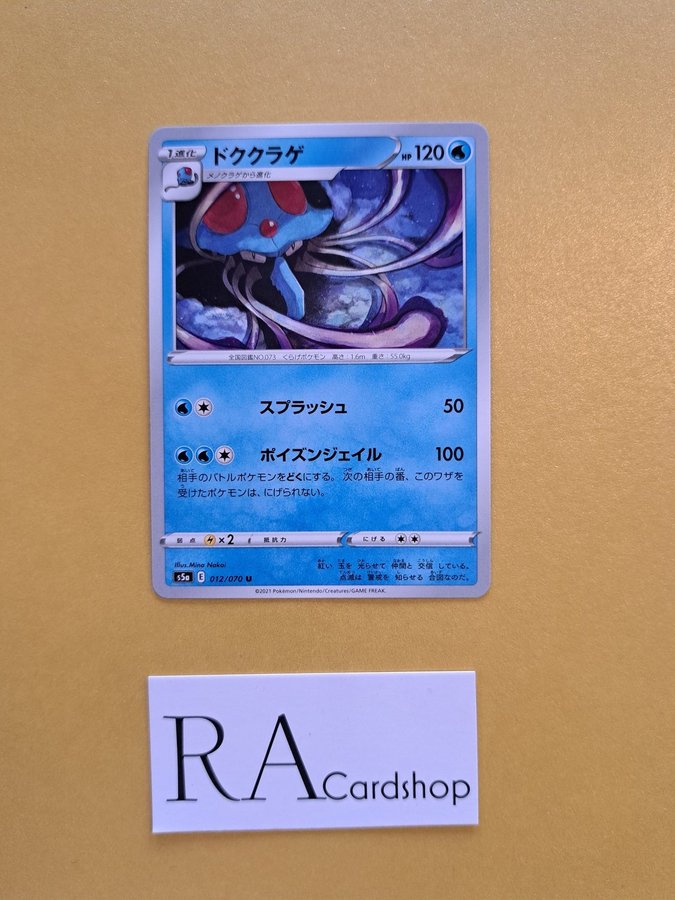 1進化 ドククラゲ HP 120
メノクラゲから進化
全国図鑑NO.073 くらげポケモン 高さ：1.6m 重さ：55.0kg
スプラッシュ 50
ポイズンジェイル 100
相手のバトルポケモンをどくにする。次の相手の番、このワザを
受けたポケモンは、にげられない。
弱点 ×2 抵抗力 にげる
Illus.Mina Nakai
紅い 玉を 光らせて 仲間と 交信 している。
点滅は 警戒を 知らせる 合図なのだ。
s5a E 012/070 U
©2021 Pokémon/Nintendo/Creatures/GAME FREAK.
RA Cardshop